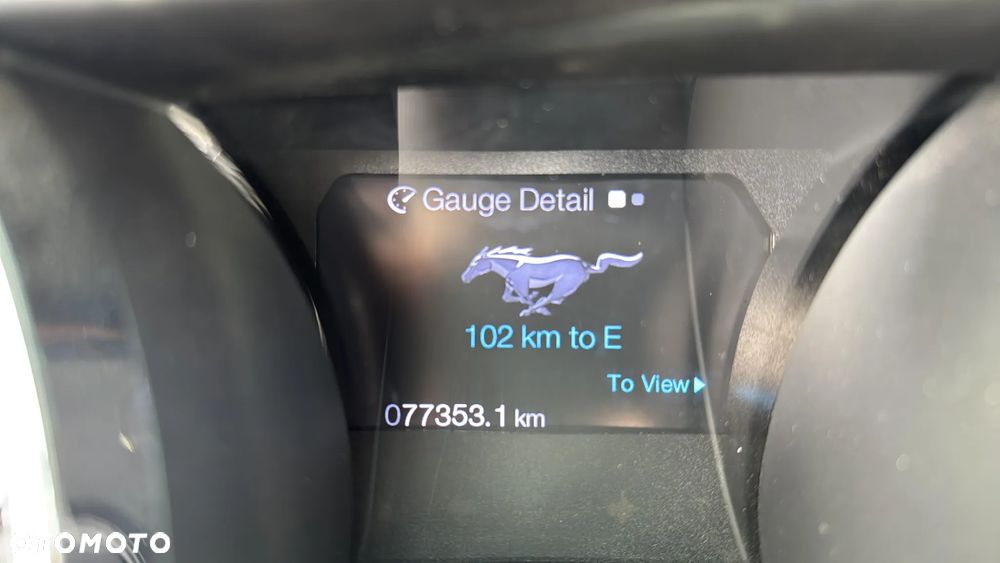 Gauge Detail
102 km to E
To View
077353.1 km
OTOMOTO